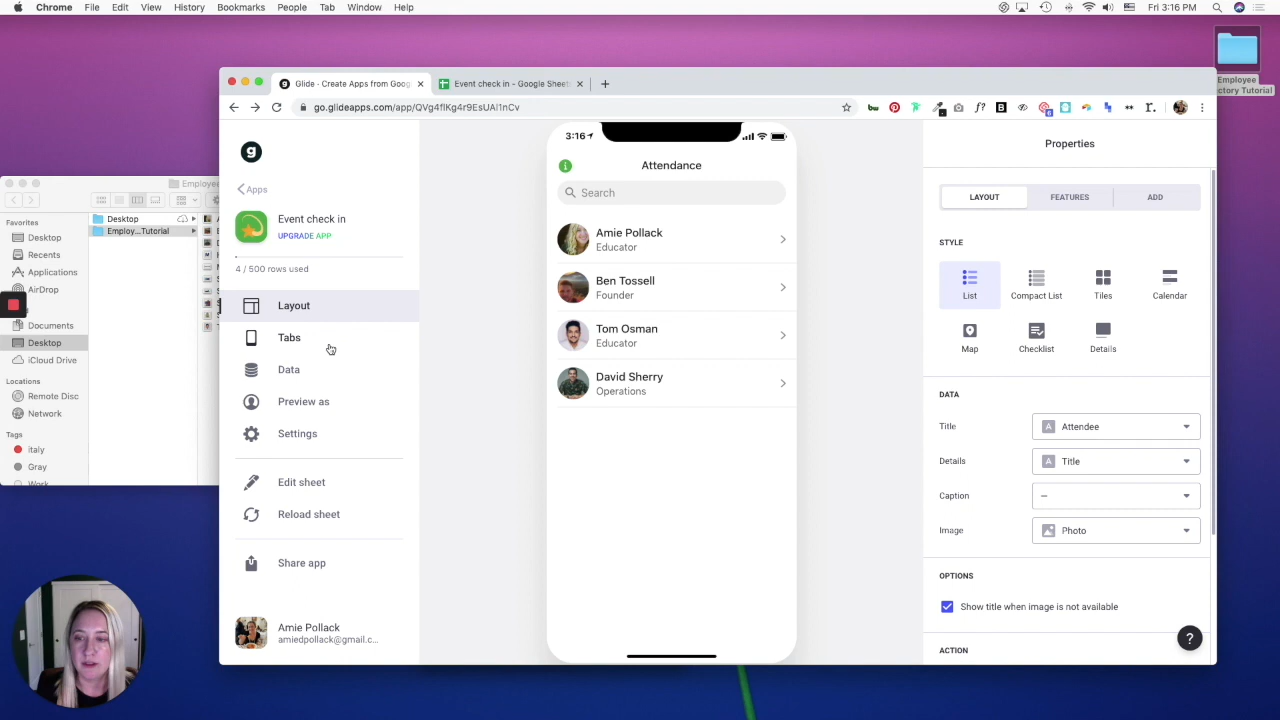 Chrome File Edit View History Bookmarks People Tab Window Help
Fri 3:16 PM
Employee
ctory Tutorial
Glide · Create Apps from Goog
Event check in - Google Sheets
go.glideapps.com/app/QVg4flKg4r9EsUAl1nCv
Employee
Favorites
Desktop
Recents
Applications
AirDrop
Documents
Desktop
iCloud Drive
Locations
Remote Disc
Network
Tags
italy
Gray
Work
Desktop
Employ...Tutorial
g
Apps
Event check in
UPGRADE APP
4 / 500 rows used
Layout
Tabs
Data
Preview as
Settings
Edit sheet
Reload sheet
Share app
Amie Pollack
amiedpollack@gmail.c...
3:16
Attendance
Search
Amie Pollack
Educator
Ben Tossell
Founder
Tom Osman
Educator
David Sherry
Operations
Properties
LAYOUT FEATURES ADD
STYLE
List Compact List Tiles Calendar
Map Checklist Details
DATA
Title A Attendee
Details A Title
Caption —
Image Photo
OPTIONS
Show title when image is not available
ACTION
?